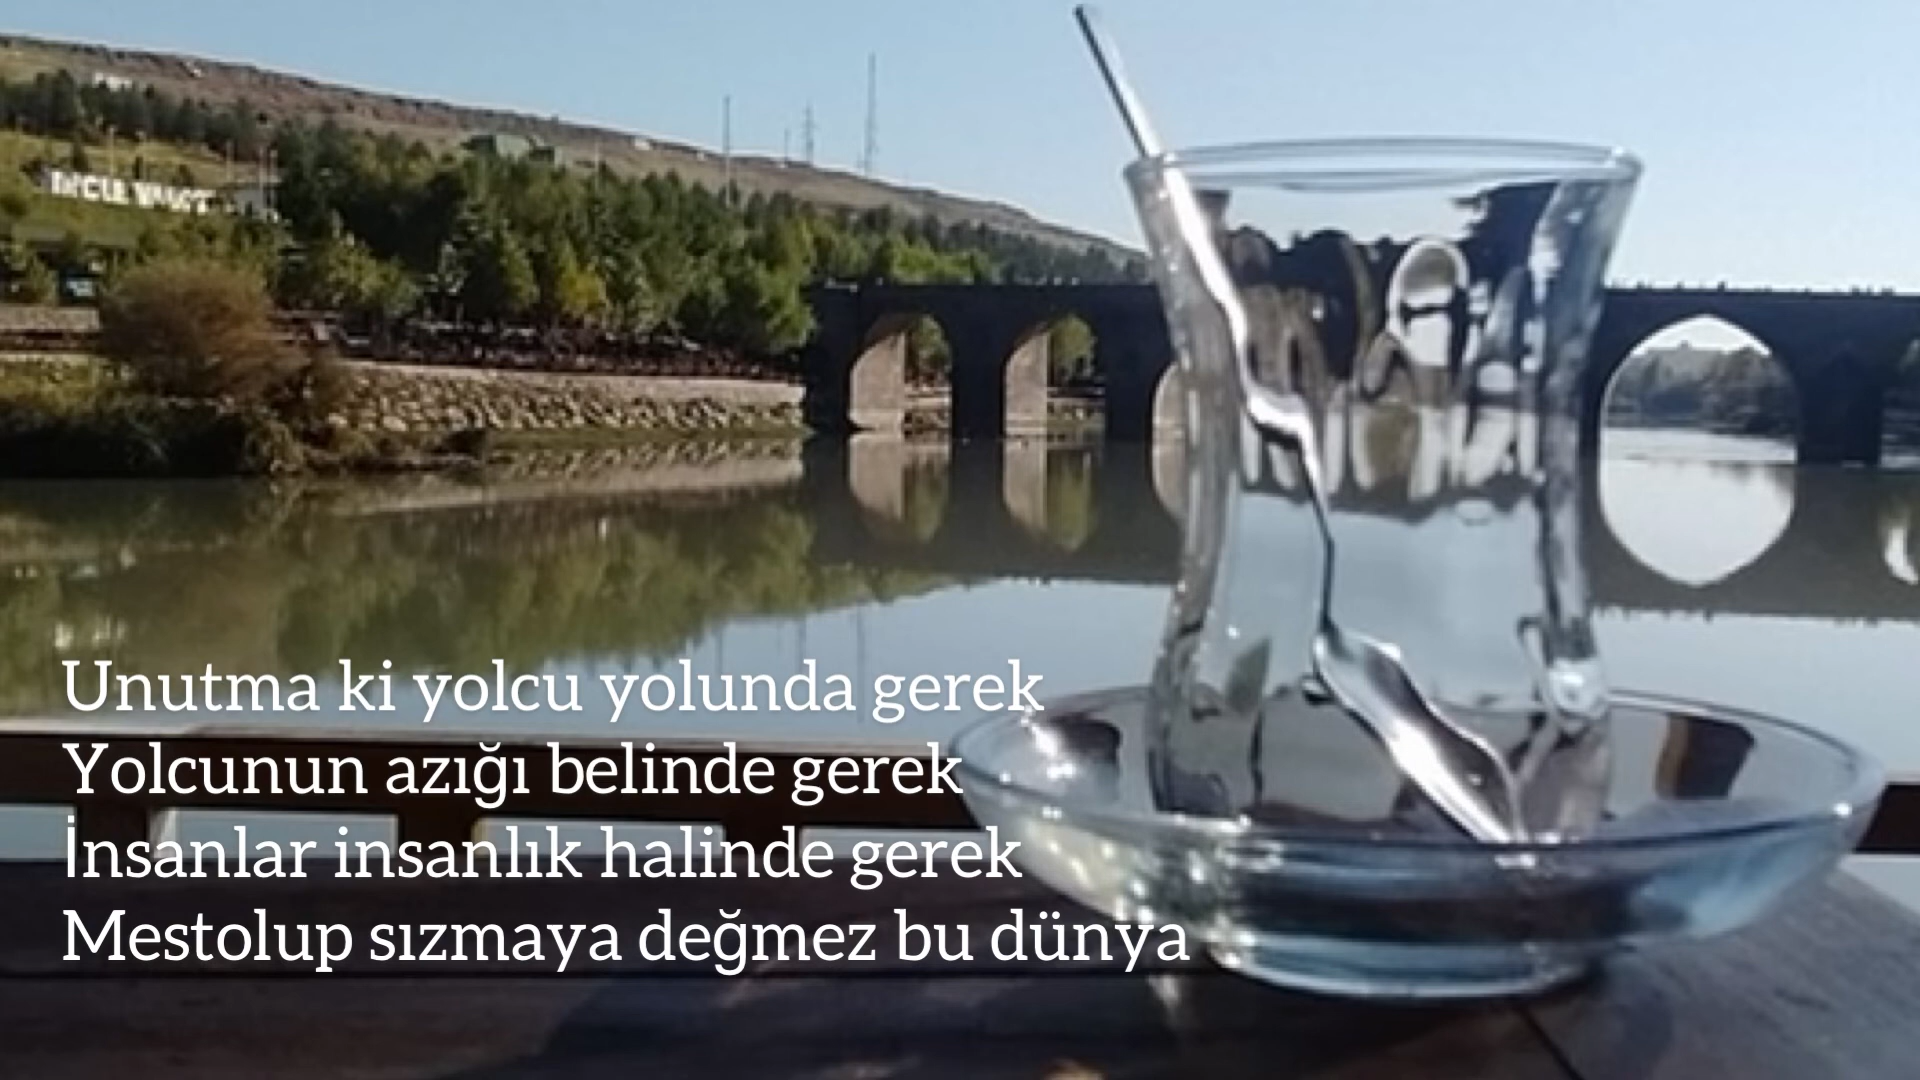 Unutma ki yolcu yolunda gerek
Yolcunun azığı belinde gerek
İnsanlar insanlık halinde gerek
Mestolup sızmaya değmez bu dünya